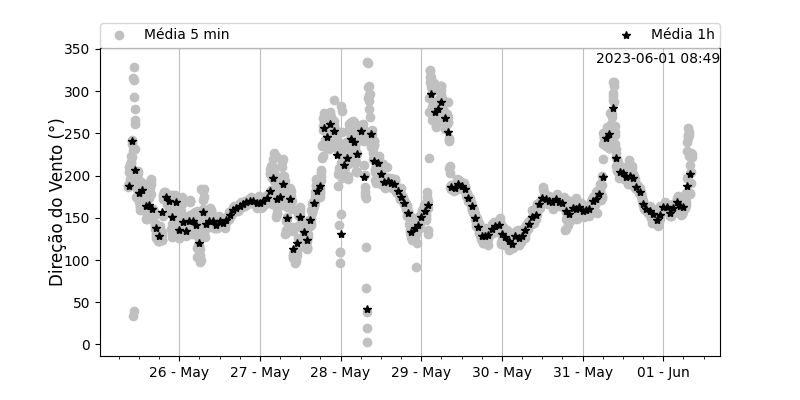 Média 5 min
Média 1h
2023-06-01 08:49
350
300
250
200
150
100
50
0
Direção do Vento (°)
26 - May
27 - May
28 - May
29 - May
30 - May
31 - May
01 - Jun